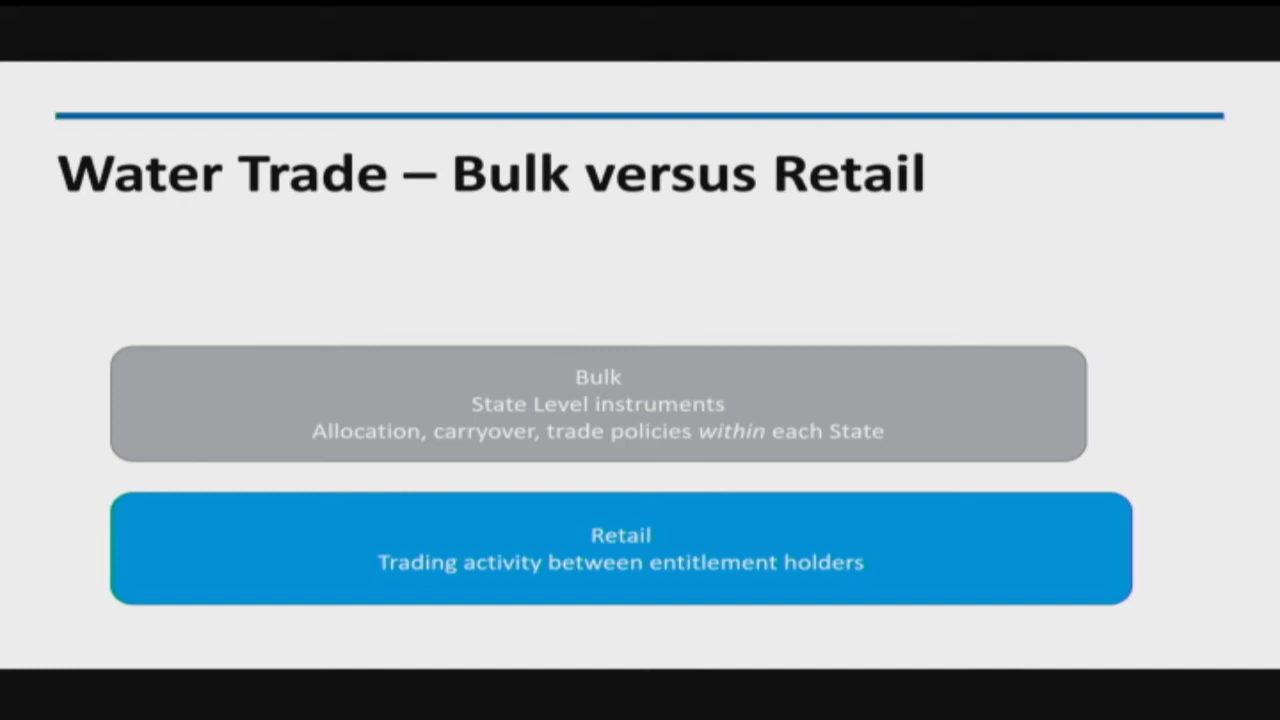 Water Trade – Bulk versus Retail
Bulk
State Level instruments
Allocation, carryover, trade policies within each State
Retail
Trading activity between entitlement holders